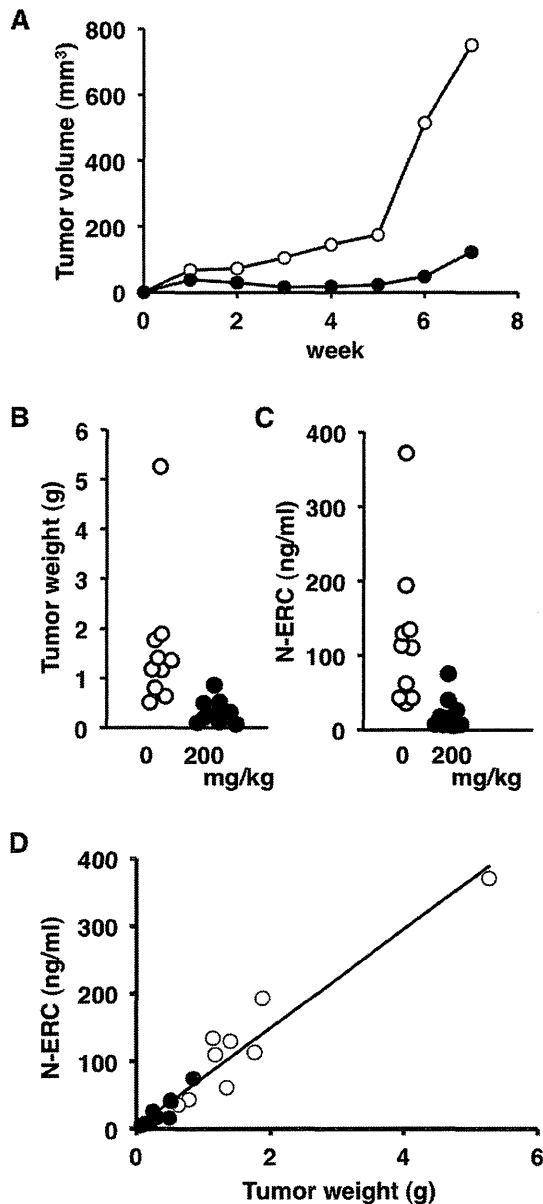 A
Tumor volume (mm³)
800
600
400
200
0
0 2 4 6 8
week
B
Tumor weight (g)
6
5
4
3
2
1
0
0 200
mg/kg
C
N-ERC (ng/ml)
400
300
200
100
0
0 200
mg/kg
D
N-ERC (ng/ml)
400
300
200
100
0
0 2 4 6
Tumor weight (g)